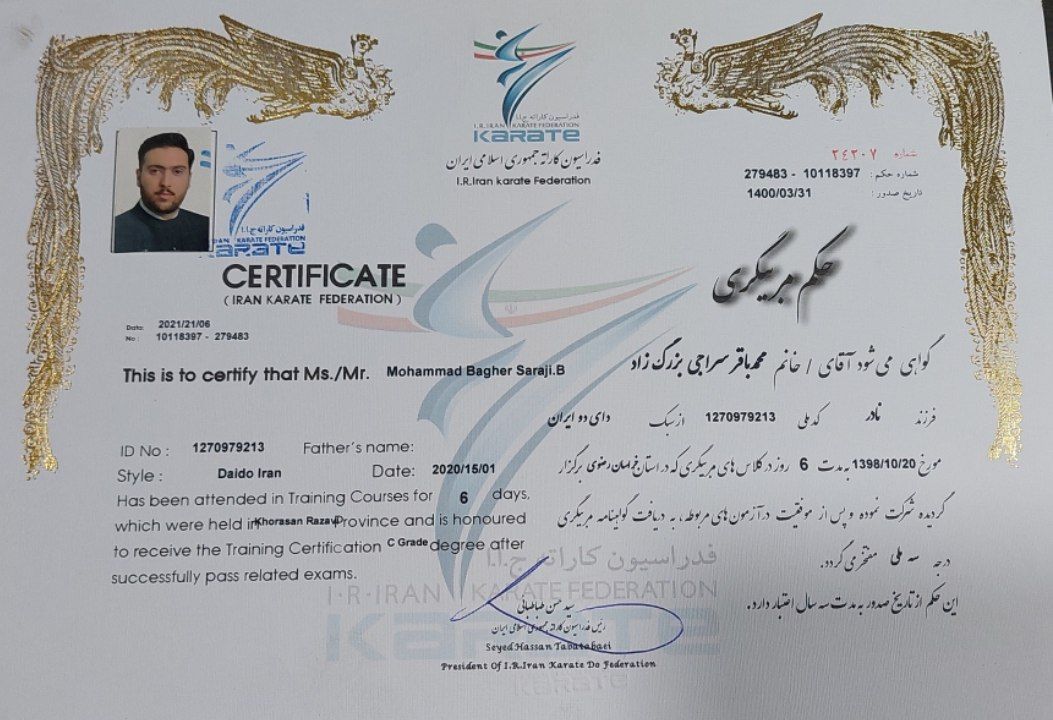 فدراسیون کاراته ج.ا.ا
I.R.IRAN KARATE FEDERATION
KARATE
فدراسیون کاراته جمهوری اسلامی ایران
I.R.Iran karate Federation
شماره ۲۴۳۰۷
شماره حکم : 10118397 - 279483
تاریخ صدور : 1400/03/31
فدراسیون کاراته ج.ا.ا
KARATE FEDERATION
KARATE
CERTIFICATE
( IRAN KARATE FEDERATION )
Date: 2021/21/06
No : 10118397 - 279483
This is to certify that Ms./Mr. Mohammad Bagher Saraji.B
ID No : 1270979213 Father's name:
Style : Daido Iran Date: 2020/15/01
Has been attended in Training Courses for 6 days,
which were held in Khorasan Razavi Province and is honoured
to receive the Training Certification C Grade degree after
successfully pass related exams.
حکم مربیگری
گواهی می شود آقای / خانم محمدباقر سراجی بزرگ زاد
فرزند نادر کد ملی 1270979213 از سبک دای دو ایران
مورخ 1398/10/20 به مدت 6 روز در کلاس های مربیگری که در استان خراسان رضوی برگزار
گردیده شرکت نموده و پس از موفقیت در آزمون های مربوطه، به دریافت گواهینامه مربیگری
درجه سه ملی مفتخر می گردد.
این حکم از تاریخ صدور به مدت سه سال اعتبار دارد.
فدراسیون کاراته ج.ا.ا
I·R·IRAN KARATE FEDERATION
KARATE
سید حسن طباطبائی
رئیس فدراسیون کاراته جمهوری اسلامی ایران
Seyed Hassan Tabatabaei
President Of I.R.Iran Karate Do Federation